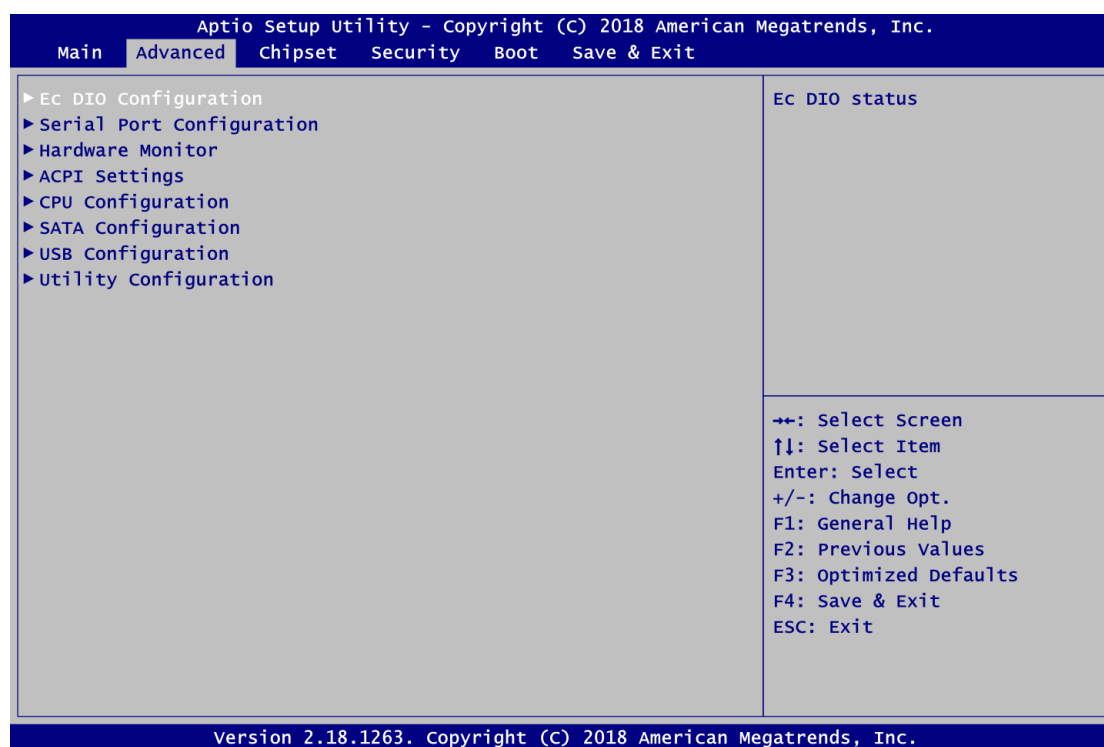 Aptio Setup Utility – Copyright (C) 2018 American Megatrends, Inc.
Main Advanced Chipset Security Boot Save & Exit
►Ec DIO Configuration
►Serial Port Configuration
►Hardware Monitor
►ACPI Settings
►CPU Configuration
►SATA Configuration
►USB Configuration
►Utility Configuration
Ec DIO status
→←: Select Screen
↑↓: Select Item
Enter: Select
+/-: Change Opt.
F1: General Help
F2: Previous Values
F3: Optimized Defaults
F4: Save & Exit
ESC: Exit
Version 2.18.1263. Copyright (C) 2018 American Megatrends, Inc.